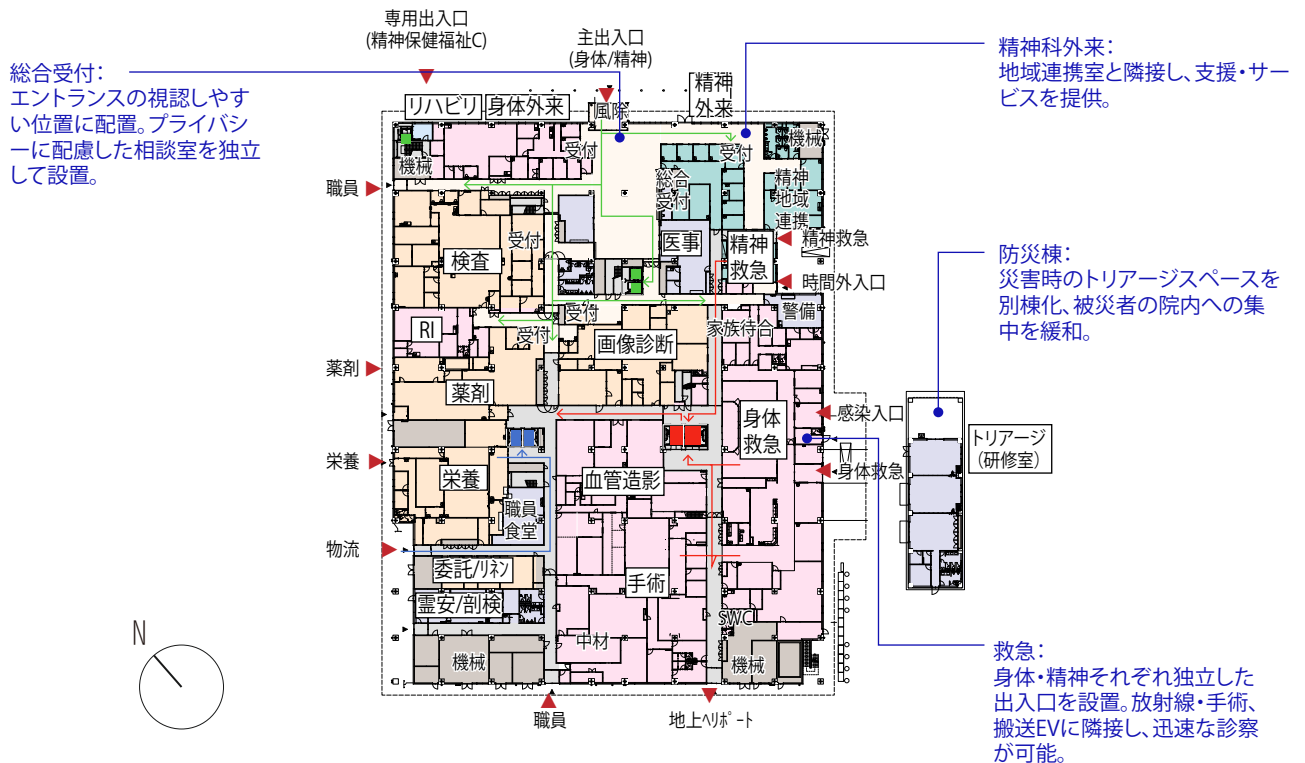 専用出入口
(精神保健福祉C)
主出入口
(身体/精神)
総合受付：
エントランスの視認しやす
い位置に配置。プライバシ
ーに配慮した相談室を独立
して設置。
精神科外来：
地域連携室と隣接し、支援・サー
ビスを提供。
リハビリ
身体外来
風除
精神
外来
機械
受付
受付
機械
職員
総合
受付
精神
地域
連携
検査
受付
医事
精神
救急
精神救急
時間外入口
防災棟：
災害時のトリアージスペースを
別棟化、被災者の院内への集
中を緩和。
RI
受付
受付
画像診断
家族待合
警備
薬剤
薬剤
身体
救急
感染入口
トリアージ
(研修室)
栄養
栄養
血管造影
身体救急
職員
食堂
物流
委託/リネン
手術
霊安/剖検
SWC
中材
機械
機械
N
救急：
身体・精神それぞれ独立した
出入口を設置。放射線・手術、
搬送EVに隣接し、迅速な診察
が可能。
職員
地上ヘリポート